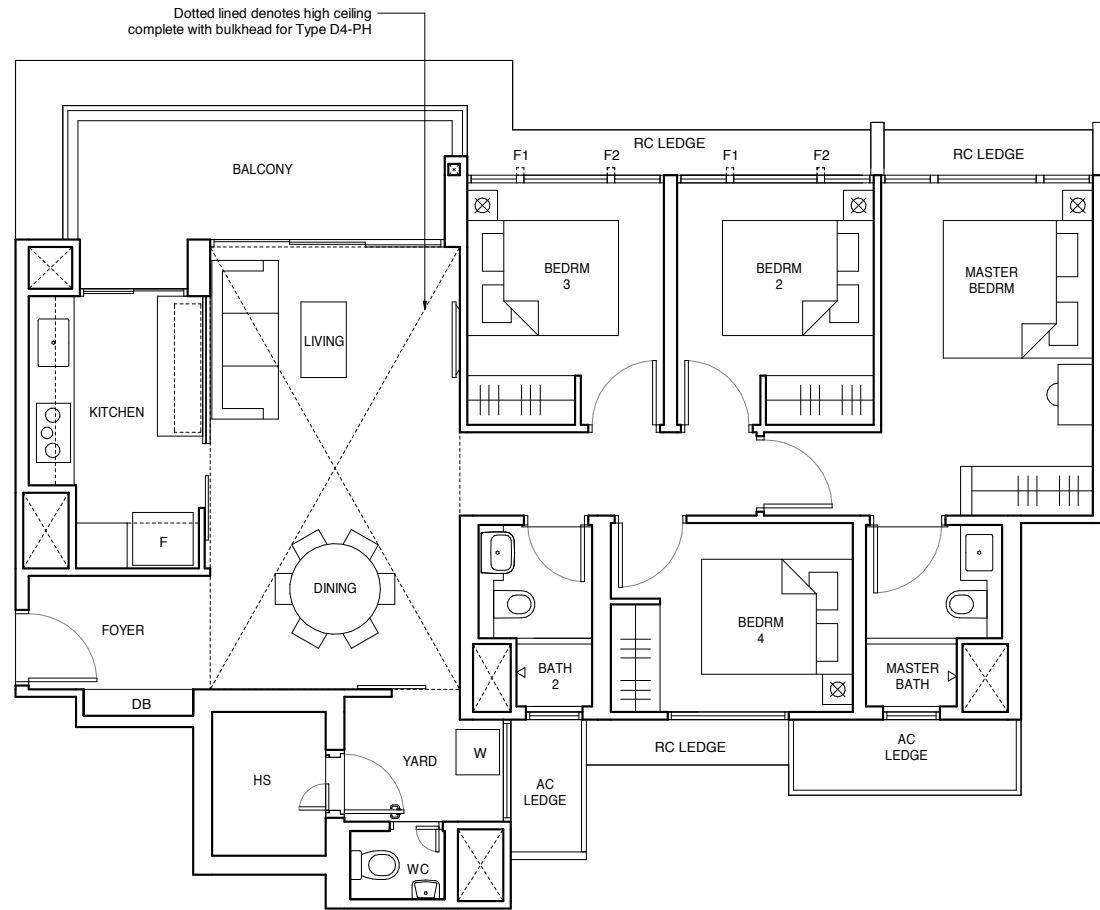 Dotted lined denotes high ceiling
complete with bulkhead for Type D4-PH
RC LEDGE
F1
F2
F1
F2
RC LEDGE
BALCONY
BEDRM
3
BEDRM
2
MASTER
BEDRM
LIVING
KITCHEN
F
DINING
FOYER
BEDRM
4
BATH
2
MASTER
BATH
DB
HS
YARD
W
RC LEDGE
AC
LEDGE
AC
LEDGE
WC